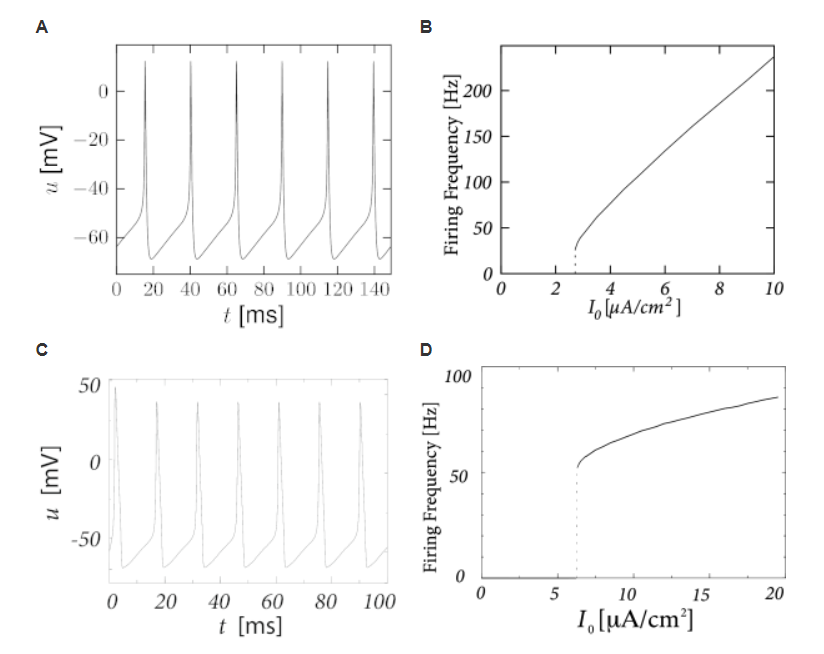 A
0
−20
−40
−60
u [mV]
0 20 40 60 80 100 120 140
t [ms]
B
200
150
100
50
0
Firing Frequency [Hz]
0 2 4 6 8 10
I0 [μA/cm2]
C
50
0
-50
u [mV]
0 20 40 60 80 100
t [ms]
D
100
50
0
Firing Frequency [Hz]
0 5 10 15 20
I0 [μA/cm2]